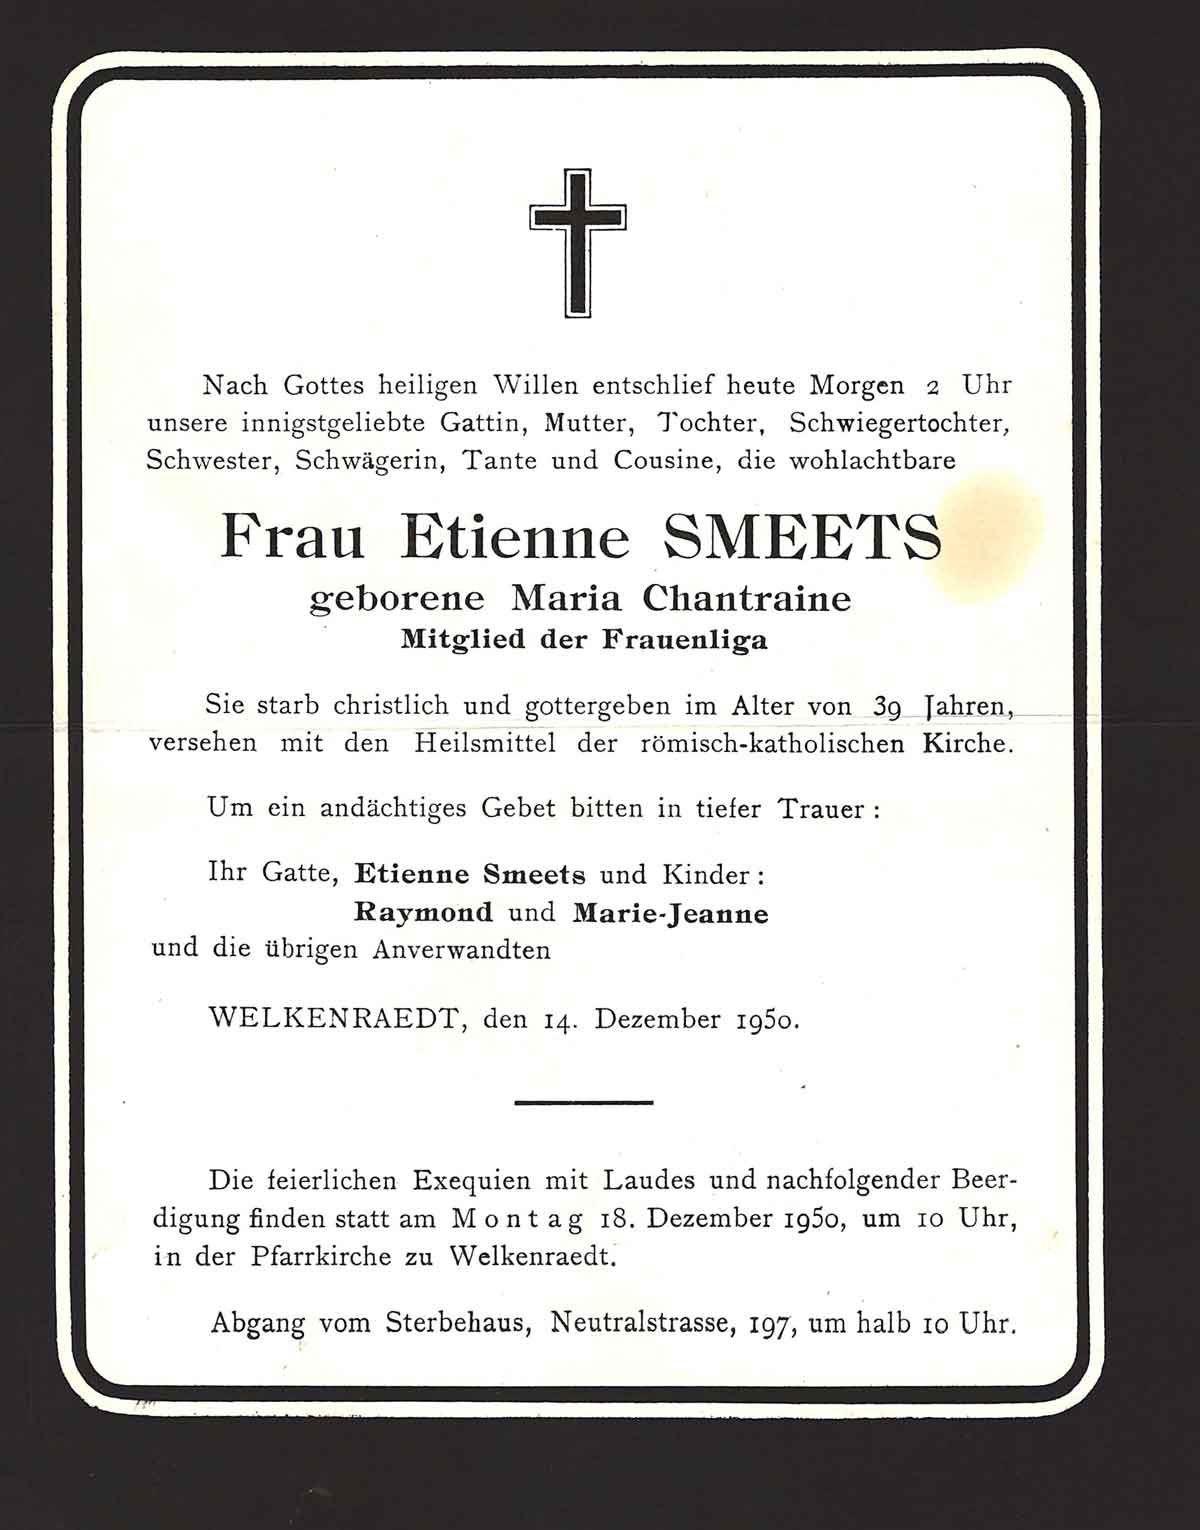 Nach Gottes heiligen Willen entschlief heute Morgen 2 Uhr
unsere innigstgeliebte Gattin, Mutter, Tochter, Schwiegertochter,
Schwester, Schwägerin, Tante und Cousine, die wohlachtbare
Frau Etienne SMEETS
geborene Maria Chantraine
Mitglied der Frauenliga
Sie starb christlich und gottergeben im Alter von 39 Jahren,
versehen mit den Heilsmittel der römisch-katholischen Kirche.
Um ein andächtiges Gebet bitten in tiefer Trauer :
Ihr Gatte, Etienne Smeets und Kinder :
Raymond und Marie-Jeanne
und die übrigen Anverwandten
WELKENRAEDT, den 14. Dezember 1950.
Die feierlichen Exequien mit Laudes und nachfolgender Beer-
digung finden statt am Montag 18. Dezember 1950, um 10 Uhr,
in der Pfarrkirche zu Welkenraedt.
Abgang vom Sterbehaus, Neutralstrasse, 197, um halb 10 Uhr.